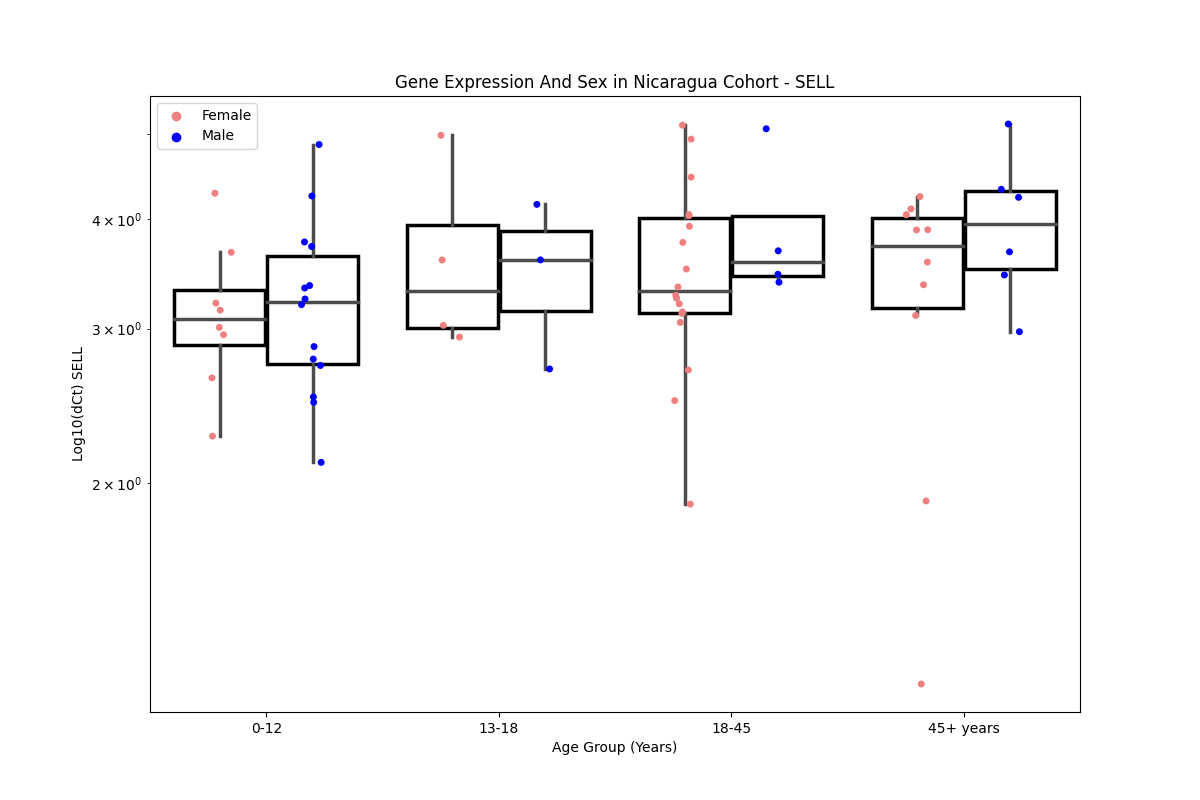 Gene Expression And Sex in Nicaragua Cohort - SELL
Female
Male
Log10(dCt) SELL
4 × 10⁰
3 × 10⁰
2 × 10⁰
0-12
13-18
18-45
45+ years
Age Group (Years)